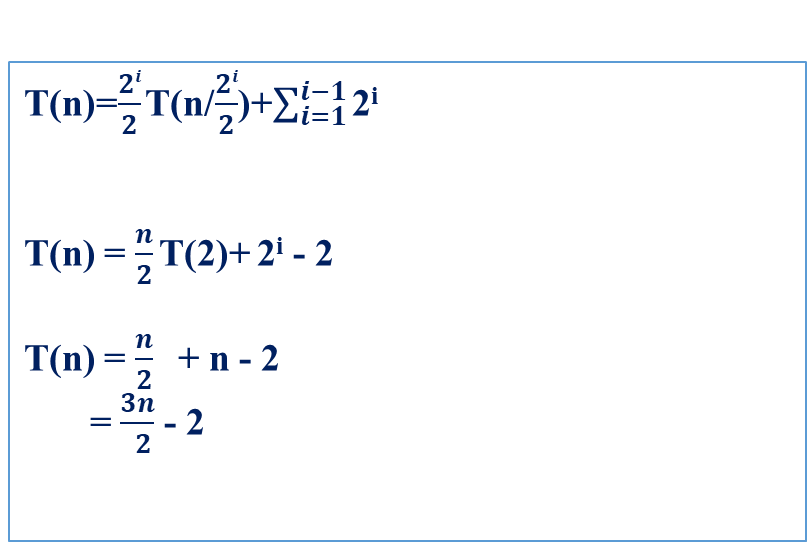 T(n)=2^i/2 T(n/2^i/2)+∑_{i=1}^{i−1} 2^i
T(n) = n/2 T(2)+ 2^i - 2
T(n) = n/2 + n - 2
= 3n/2 - 2